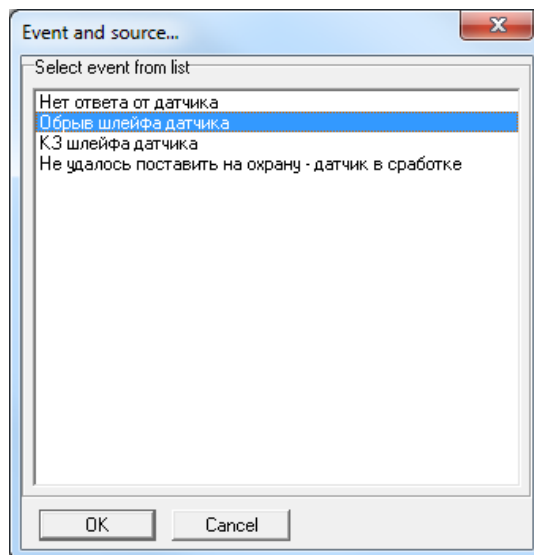 Event and source...
Select event from list
Нет ответа от датчика
Обрыв шлейфа датчика
КЗ шлейфа датчика
Не удалось поставить на охрану - датчик в сработке
OK
Cancel